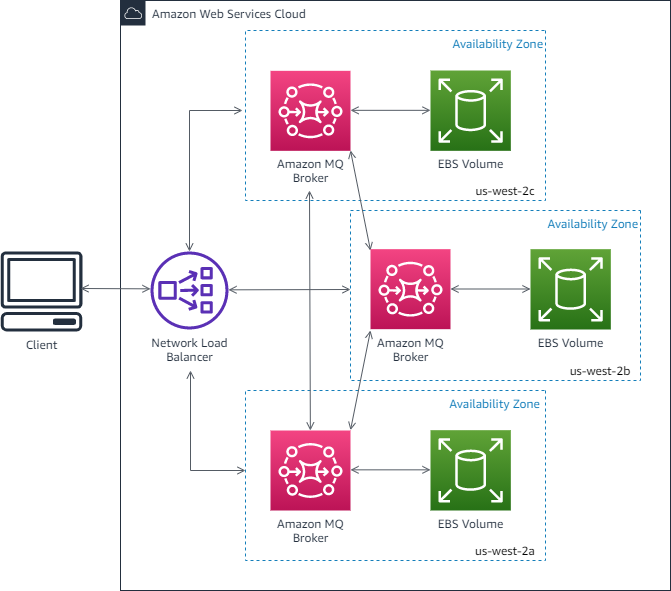 Amazon Web Services Cloud
Availability Zone
Amazon MQ
Broker
EBS Volume
us-west-2c
Availability Zone
Client
Network Load
Balancer
Amazon MQ
Broker
EBS Volume
us-west-2b
Availability Zone
Amazon MQ
Broker
EBS Volume
us-west-2a